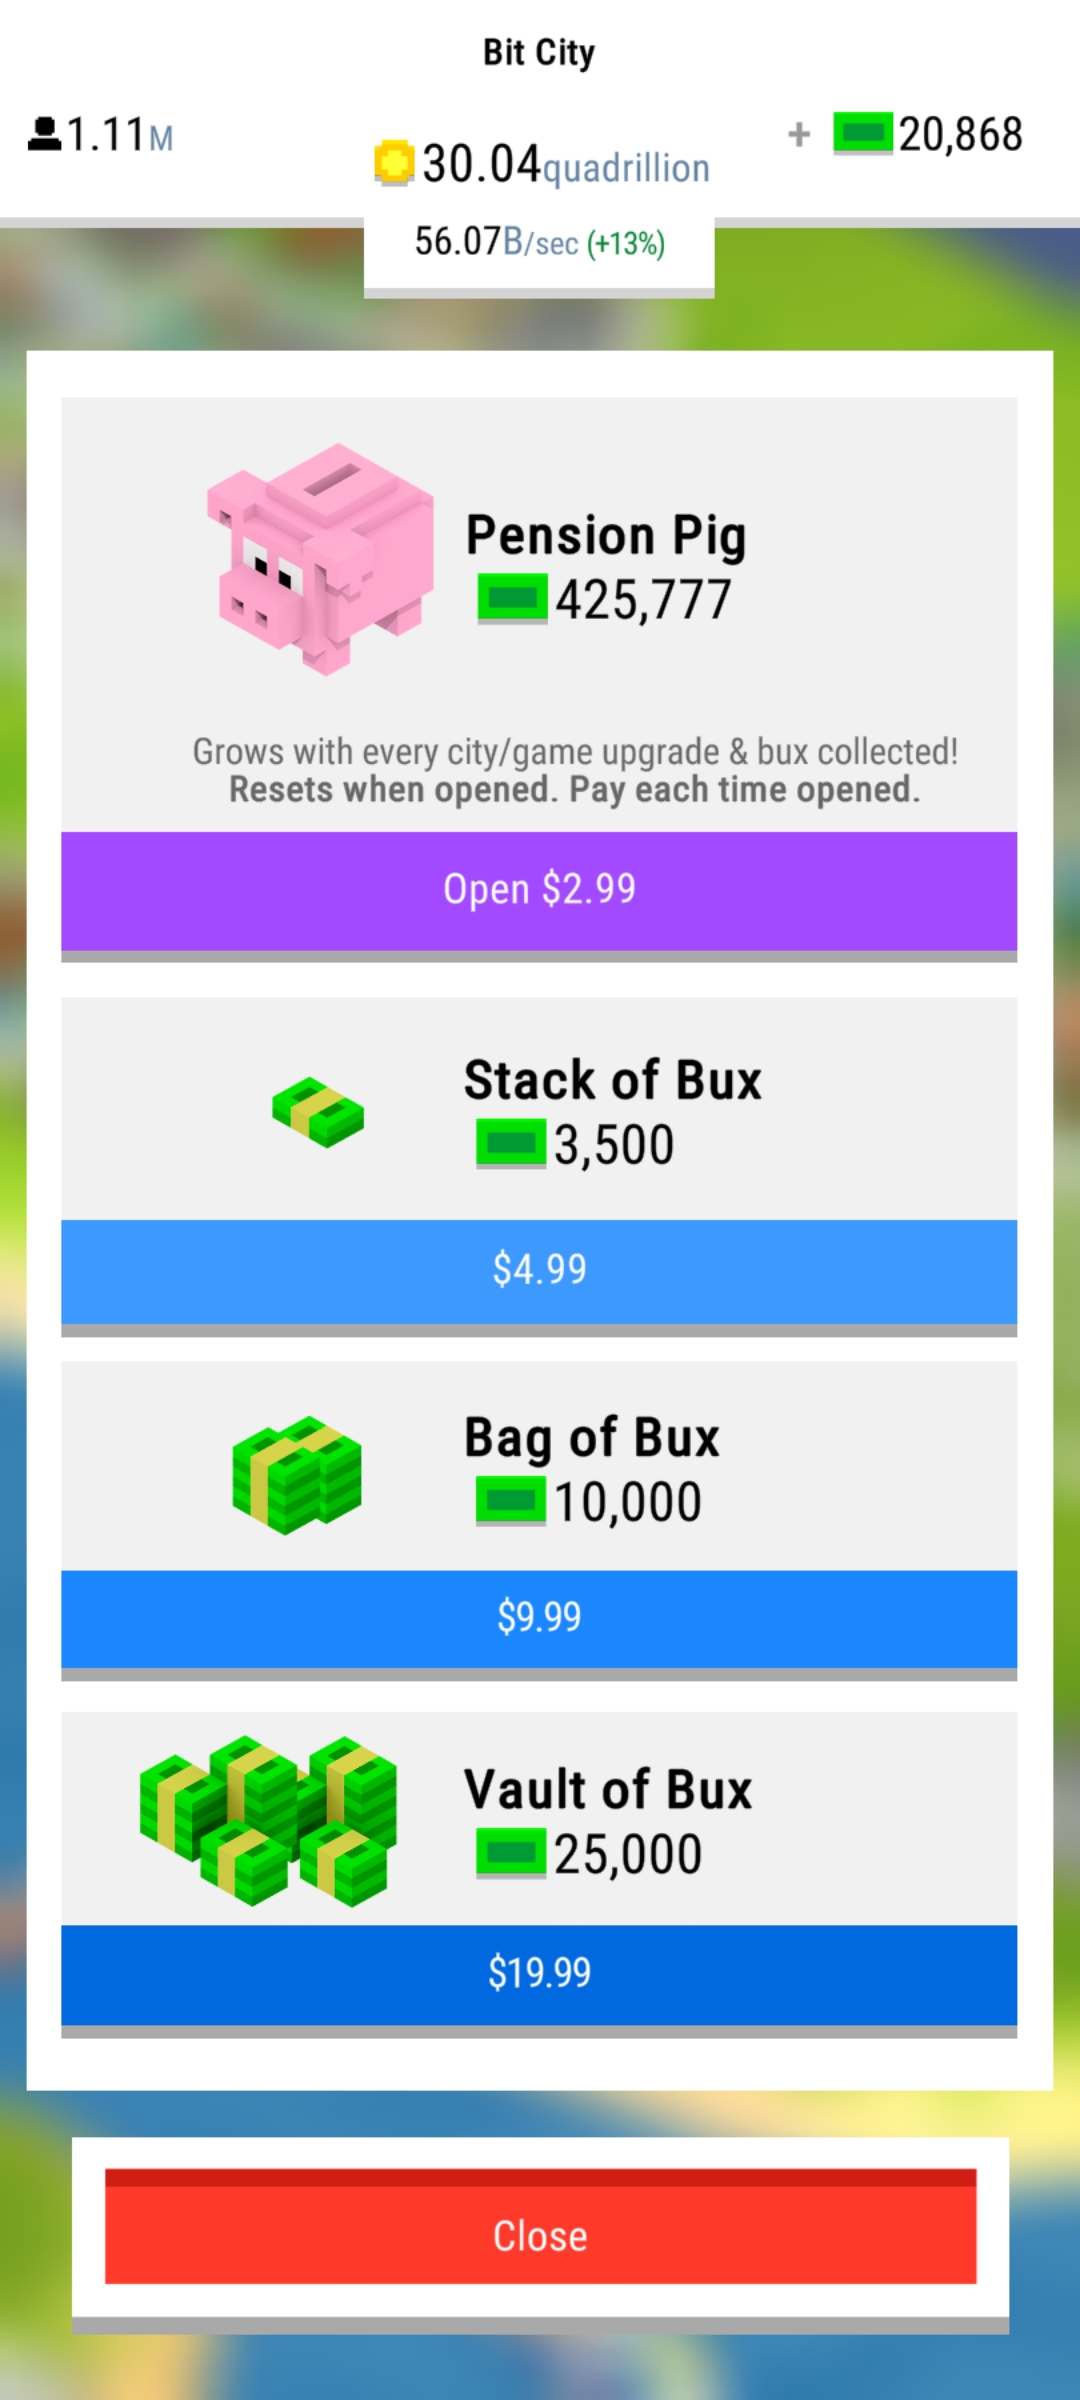 Bit City
1.11M
30.04quadrillion
+ 20,868
56.07B/sec (+13%)
Pension Pig
425,777
Grows with every city/game upgrade & bux collected!
Resets when opened. Pay each time opened.
Open $2.99
Stack of Bux
3,500
$4.99
Bag of Bux
10,000
$9.99
Vault of Bux
25,000
$19.99
Close